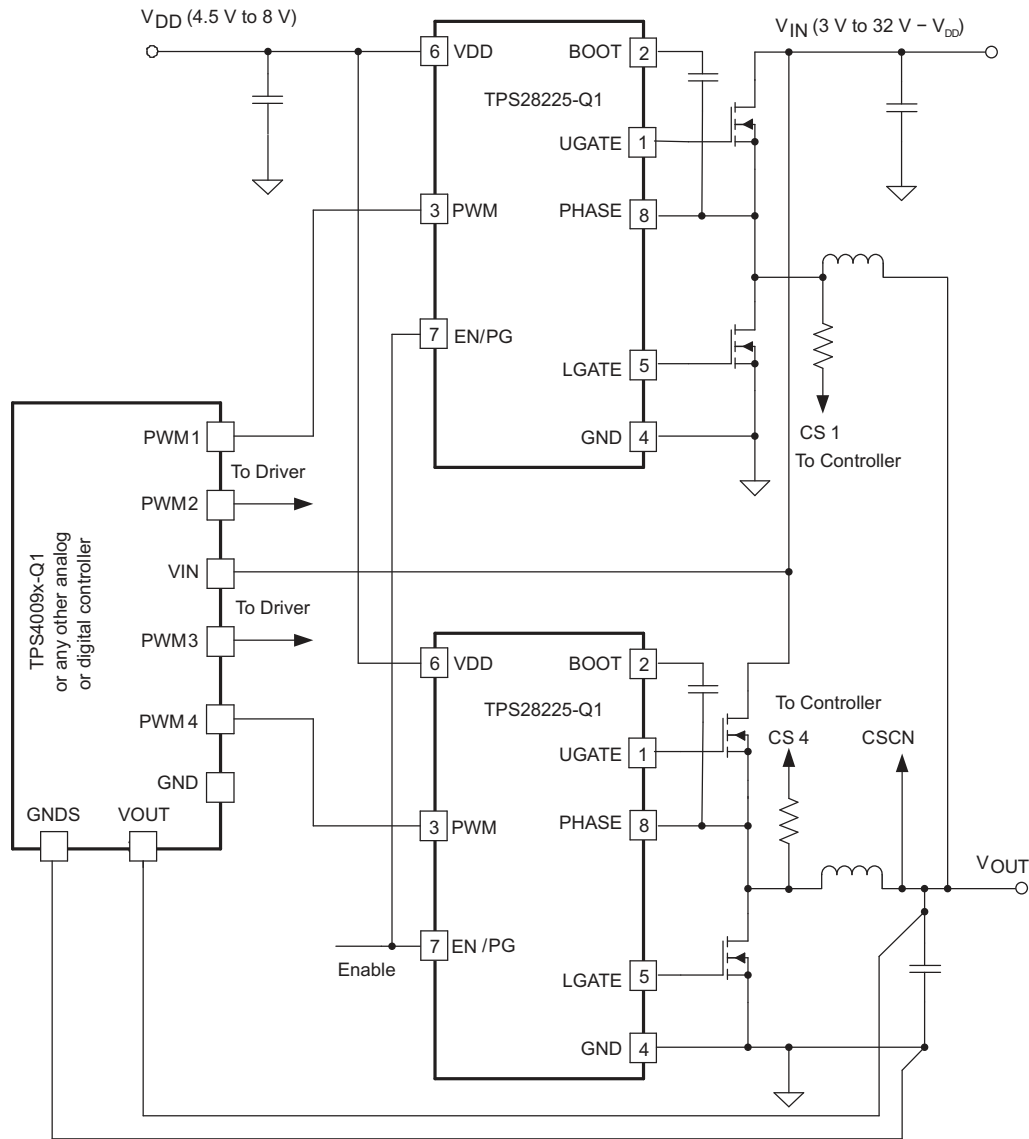 VDD (4.5 V to 8 V)
VIN (3 V to 32 V – VDD)
6 VDD
BOOT 2
TPS28225-Q1
UGATE 1
3 PWM
PHASE 8
7 EN/PG
LGATE 5
GND 4
CS 1
To Controller
PWM1
To Driver
PWM2
VIN
To Driver
PWM3
PWM 4
GND
GNDS
VOUT
TPS4009x-Q1
or any other analog
or digital controller
6 VDD
BOOT 2
TPS28225-Q1
UGATE 1
3 PWM
PHASE 8
7 EN /PG
Enable
LGATE 5
GND 4
To Controller
CS 4
CSCN
VOUT